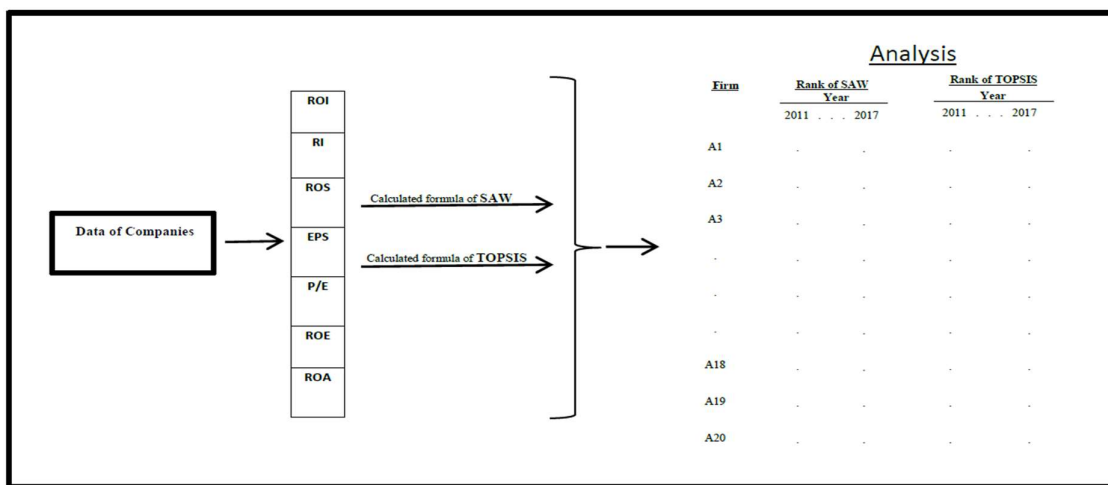 Data of Companies
ROI
RI
ROS
EPS
P/E
ROE
ROA
Calculated formula of SAW
Calculated formula of TOPSIS
Analysis
Firm Rank of SAW Rank of TOPSIS
Year Year
2011 . . . 2017 2011 . . . 2017
A1 . . . .
A2 . . . .
A3 . . . .
. . . . .
. . . . .
. . . . .
A18 . . . .
A19 . . . .
A20 . . . .